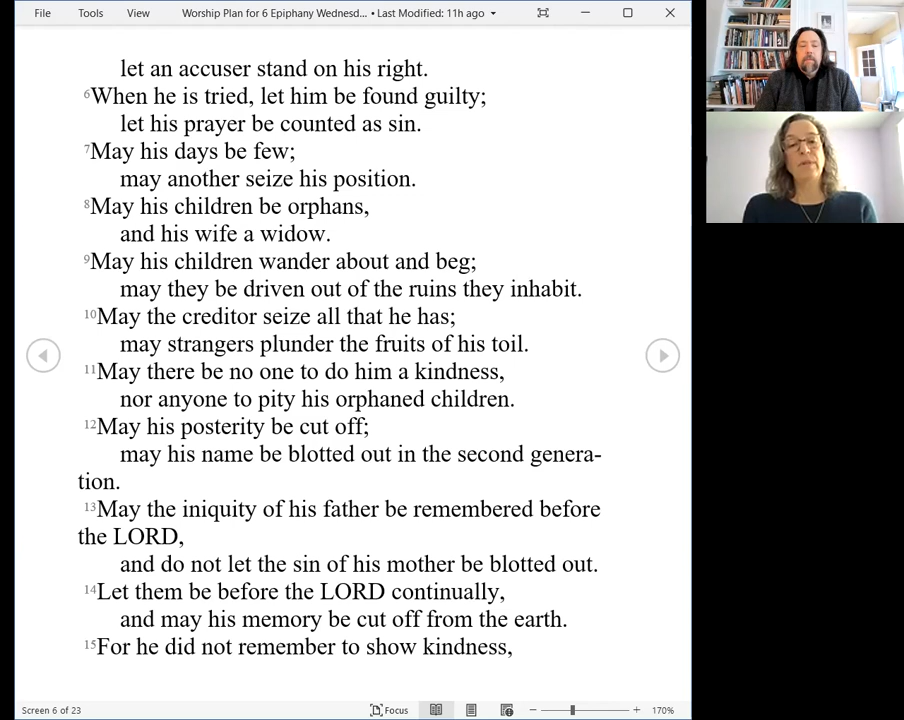 File Tools Worship Plan for 6 Epiphany Wednesd... • Last Modified: 11h ago
let an accuser stand on his right.
6When he is tried, let him be found guilty;
let his prayer be counted as sin.
7May his days be few;
may another seize his position.
8May his children be orphans,
and his wife a widow.
9May his children wander about and beg;
may they be driven out of the ruins they inhabit.
10May the creditor seize all that he has;
may strangers plunder the fruits of his toil.
11May there be no one to do him a kindness,
nor anyone to pity his orphaned children.
12May his posterity be cut off;
may his name be blotted out in the second genera-
tion.
13May the iniquity of his father be remembered before
the LORD,
and do not let the sin of his mother be blotted out.
14Let them be before the LORD continually,
and may his memory be cut off from the earth.
15For he did not remember to show kindness,
Screen 6 of 23 Focus 170%